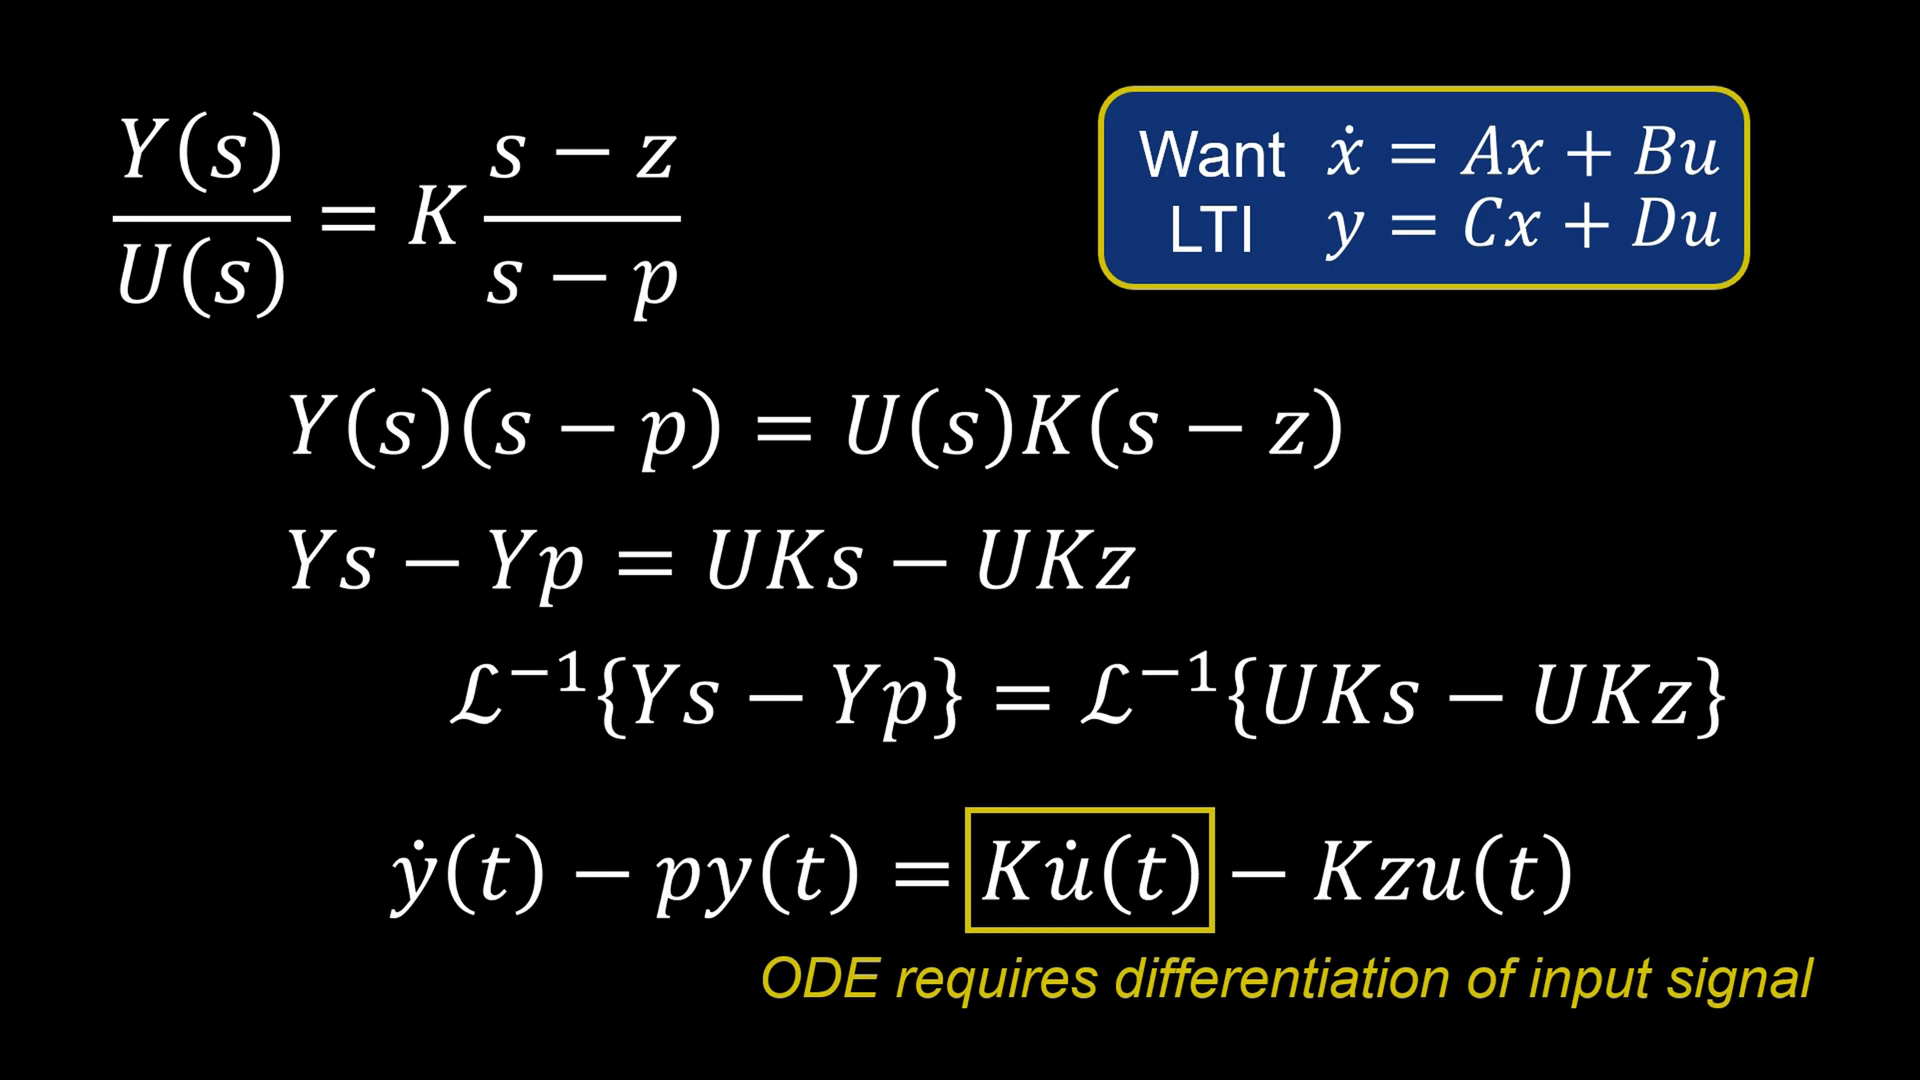 Y(s)/U(s) = K (s − z)/(s − p)
Want ẋ = Ax + Bu
LTI y = Cx + Du
Y(s)(s − p) = U(s)K(s − z)
Ys − Yp = UKs − UKz
ℒ⁻¹{Ys − Yp} = ℒ⁻¹{UKs − UKz}
ẏ(t) − py(t) = Ku̇(t) − Kzu(t)
ODE requires differentiation of input signal